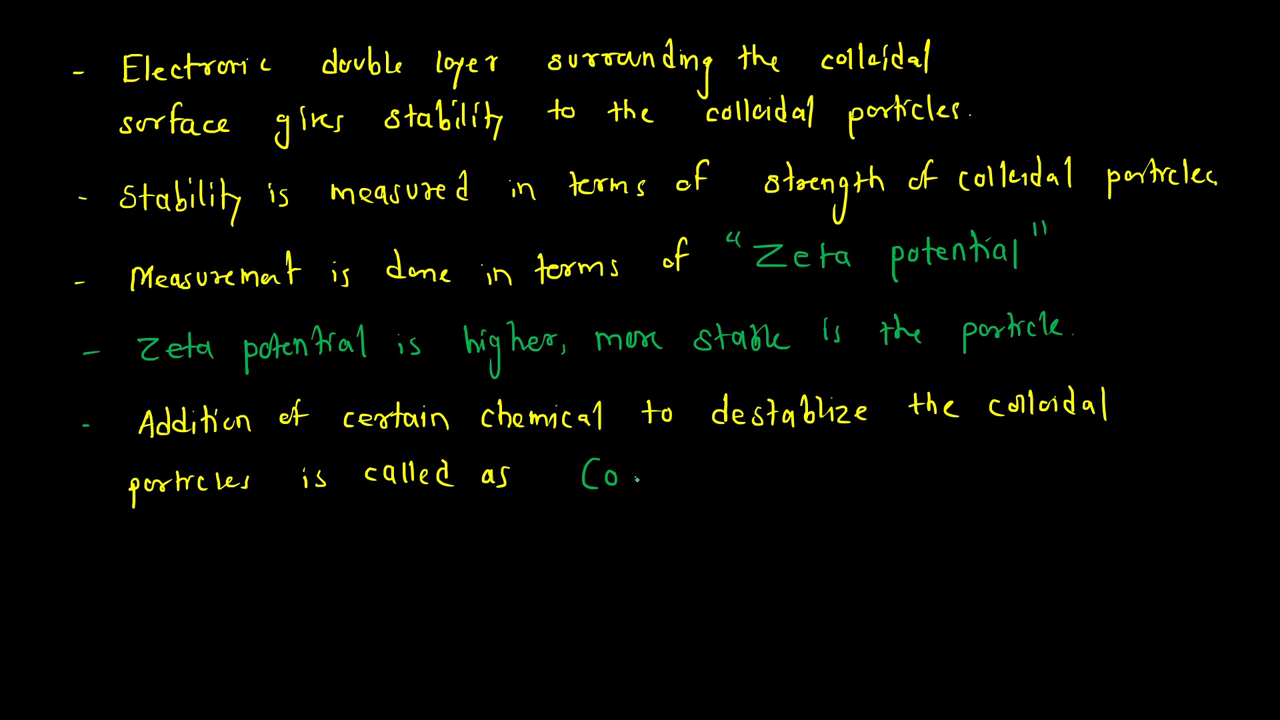 - Electronic double layer surrounding the colloidal
surface gives stability to the colloidal particles.
- Stability is measured in terms of strength of colloidal particles
- Measurement is done in terms of "Zeta potential"
- Zeta potential is higher, more stable is the particle.
- Addition of certain chemical to destablize the colloidal
particles is called as Co